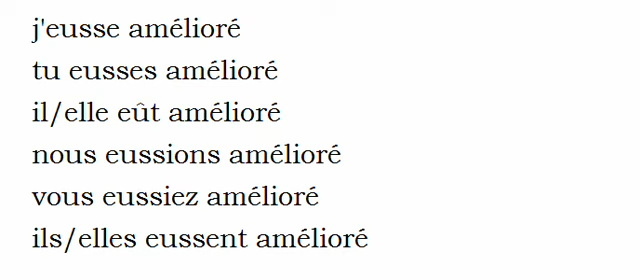 j'eusse amélioré
tu eusses amélioré
il/elle eût amélioré
nous eussions amélioré
vous eussiez amélioré
ils/elles eussent amélioré